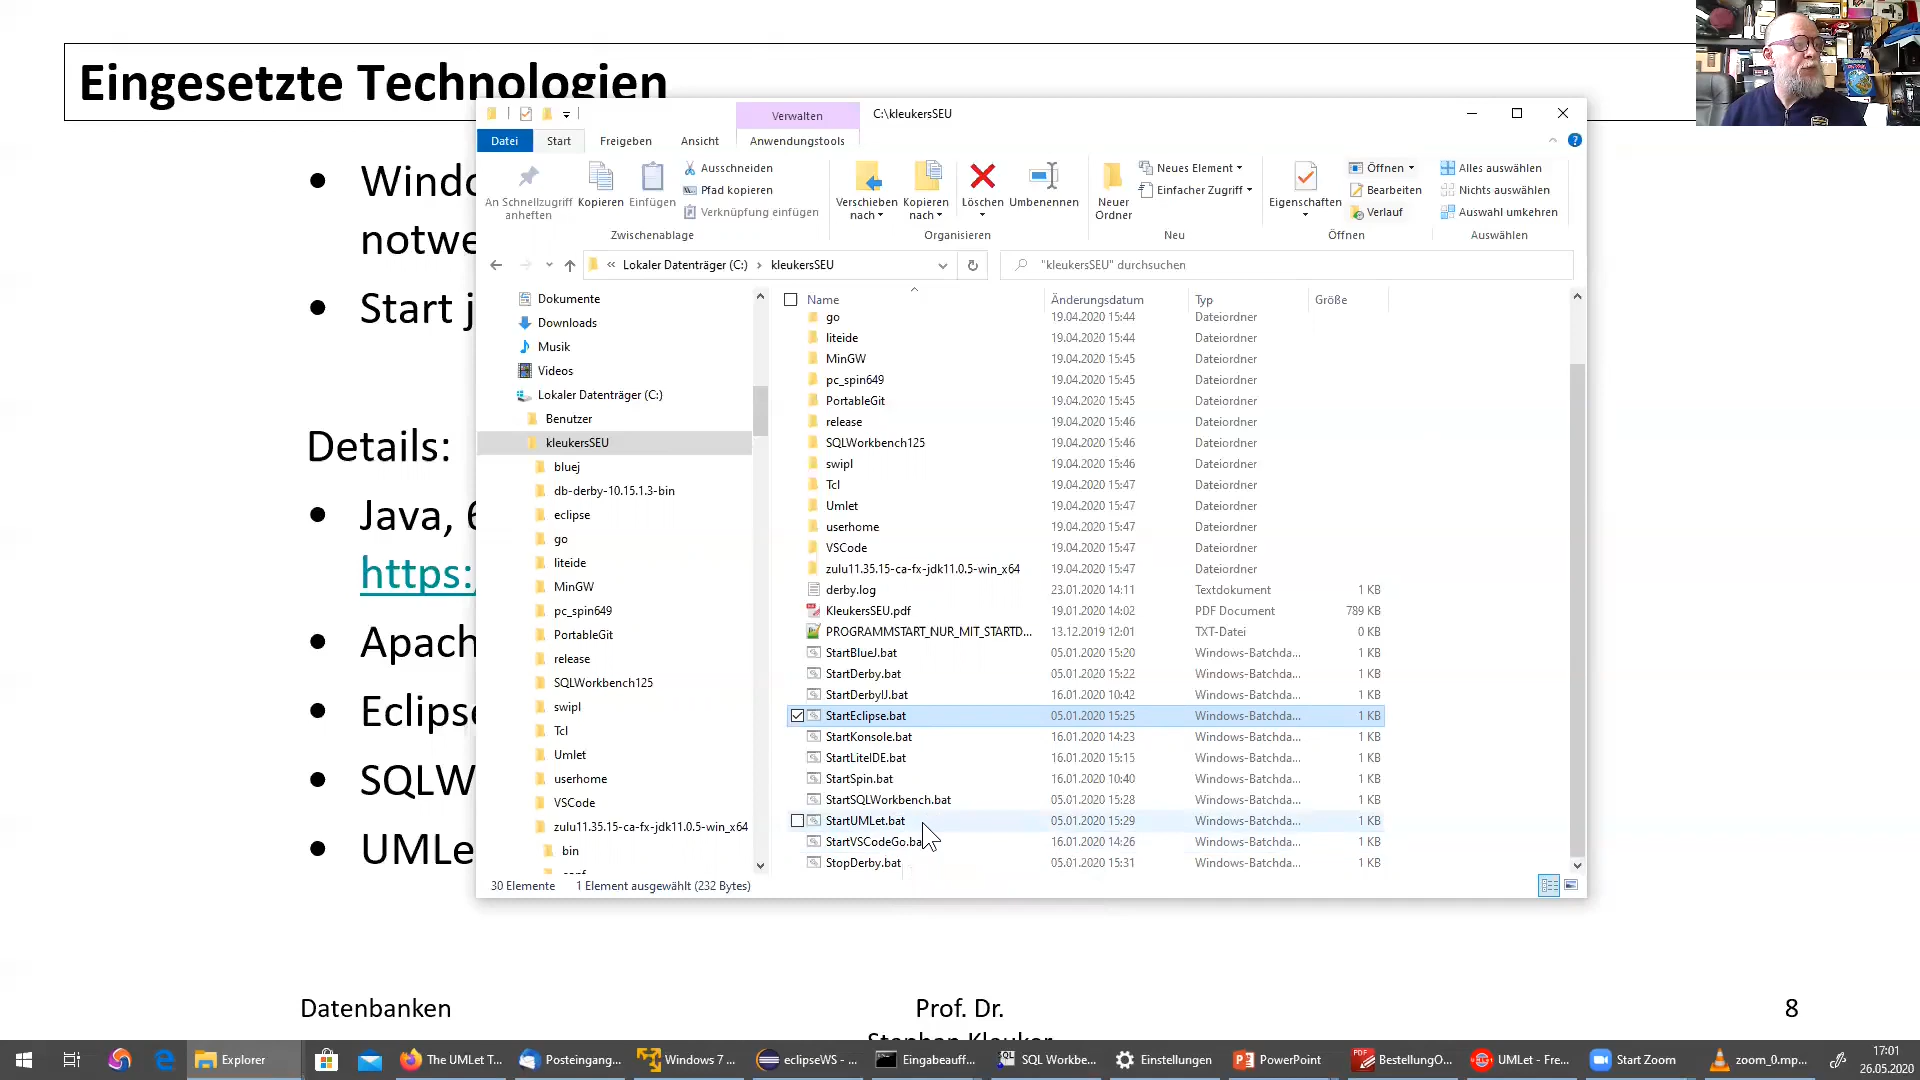 Eingesetzte Technologien
Verwalten
C:\kleukersSEU
Datei
Start
Freigeben
Ansicht
Anwendungstools
An Schnellzugriff
anheften
Kopieren
Einfügen
Ausschneiden
Pfad kopieren
Verknüpfung einfügen
Zwischenablage
Verschieben
nach
Kopieren
nach
Löschen
Umbenennen
Organisieren
Neuer
Ordner
Neues Element
Einfacher Zugriff
Neu
Eigenschaften
Öffnen
Bearbeiten
Verlauf
Öffnen
Alles auswählen
Nichts auswählen
Auswahl umkehren
Auswählen
« Lokaler Datenträger (C:) › kleukersSEU
"kleukersSEU" durchsuchen
Dokumente
Downloads
Musik
Videos
Lokaler Datenträger (C:)
Benutzer
kleukersSEU
bluej
db-derby-10.15.1.3-bin
eclipse
go
liteide
MinGW
pc_spin649
PortableGit
release
SQLWorkbench125
swipl
Tcl
Umlet
userhome
VSCode
zulu11.35.15-ca-fx-jdk11.0.5-win_x64
bin
Name Änderungsdatum Typ Größe
go 19.04.2020 15:44 Dateiordner
liteide 19.04.2020 15:44 Dateiordner
MinGW 19.04.2020 15:45 Dateiordner
pc_spin649 19.04.2020 15:45 Dateiordner
PortableGit 19.04.2020 15:45 Dateiordner
release 19.04.2020 15:46 Dateiordner
SQLWorkbench125 19.04.2020 15:46 Dateiordner
swipl 19.04.2020 15:46 Dateiordner
Tcl 19.04.2020 15:47 Dateiordner
Umlet 19.04.2020 15:47 Dateiordner
userhome 19.04.2020 15:47 Dateiordner
VSCode 19.04.2020 15:47 Dateiordner
zulu11.35.15-ca-fx-jdk11.0.5-win_x64 19.04.2020 15:47 Dateiordner
derby.log 23.01.2020 14:11 Textdokument 1 KB
KleukersSEU.pdf 19.01.2020 14:02 PDF Document 789 KB
PROGRAMMSTART_NUR_MIT_STARTD... 13.12.2019 12:01 TXT-Datei 0 KB
StartBlueJ.bat 05.01.2020 15:20 Windows-Batchda... 1 KB
StartDerby.bat 05.01.2020 15:22 Windows-Batchda... 1 KB
StartDerbyIJ.bat 16.01.2020 10:42 Windows-Batchda... 1 KB
StartEclipse.bat 05.01.2020 15:25 Windows-Batchda... 1 KB
StartKonsole.bat 16.01.2020 14:23 Windows-Batchda... 1 KB
StartLiteIDE.bat 16.01.2020 15:15 Windows-Batchda... 1 KB
StartSpin.bat 16.01.2020 10:40 Windows-Batchda... 1 KB
StartSQLWorkbench.bat 05.01.2020 15:28 Windows-Batchda... 1 KB
StartUMLet.bat 05.01.2020 15:29 Windows-Batchda... 1 KB
StartVSCodeGo.ba 16.01.2020 14:26 Windows-Batchda... 1 KB
StopDerby.bat 05.01.2020 15:31 Windows-Batchda... 1 KB
30 Elemente 1 Element ausgewählt (232 Bytes)
• Windo
notwe
• Start j
Details:
• Java, 6
https:
• Apach
• Eclipse
• SQLW
• UMLe
Datenbanken
Prof. Dr.
Stephan Kleuker
8
Explorer
The UMLet T...
Posteingang...
Windows 7 ...
eclipseWS - ...
Eingabeauff...
SQL Workbe...
Einstellungen
PowerPoint
BestellungO...
UMLet - Fre...
Start Zoom
zoom_0.mp...
17:01
26.05.2020